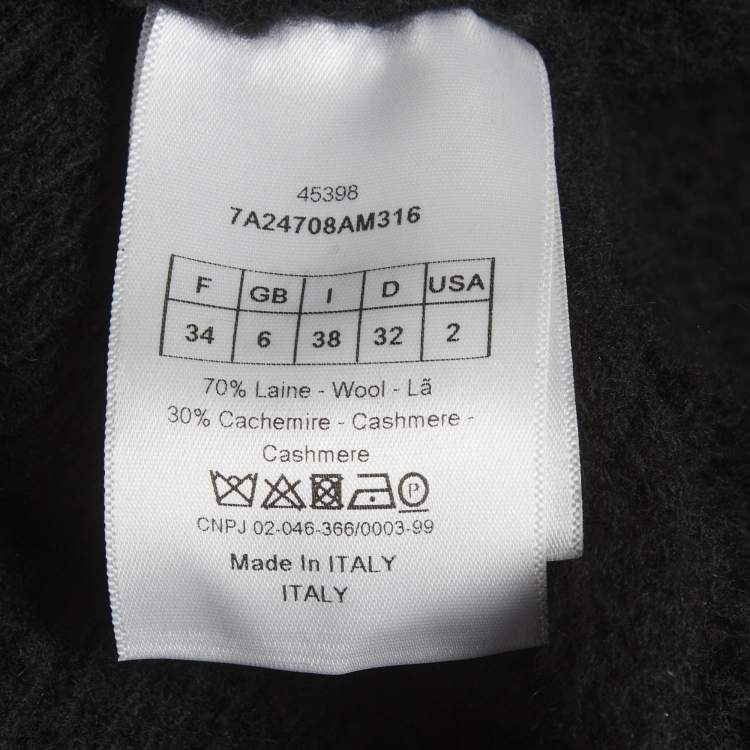 45398
7A24708AM316
F GB I D USA
34 6 38 32 2
70% Laine - Wool - Lã
30% Cachemire - Cashmere -
Cashmere
P
CNPJ 02-046-366/0003-99
Made In ITALY
ITALY